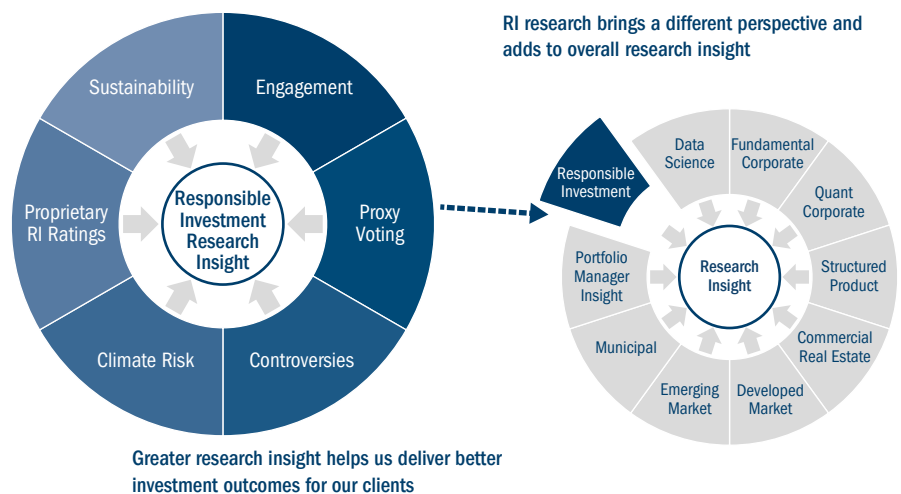 RI research brings a different perspective and
adds to overall research insight
Sustainability
Engagement
Proprietary
RI Ratings
Responsible
Investment
Research
Insight
Proxy
Voting
Climate Risk
Controversies
Responsible
Investment
Data
Science
Fundamental
Corporate
Quant
Corporate
Structured
Product
Commercial
Real Estate
Developed
Market
Emerging
Market
Municipal
Portfolio
Manager
Insight
Research
Insight
Greater research insight helps us deliver better
investment outcomes for our clients